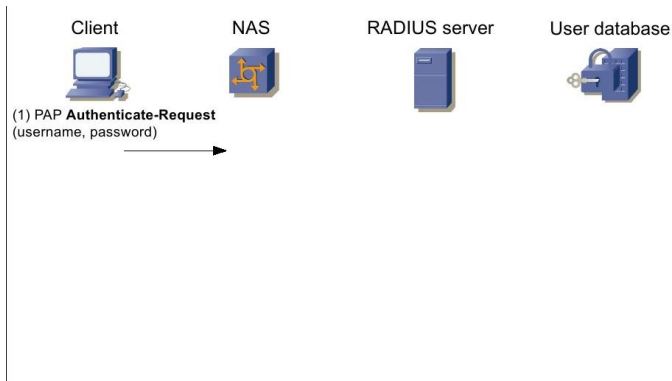 Client
NAS
RADIUS server
User database
(1) PAP Authenticate-Request
(username, password)